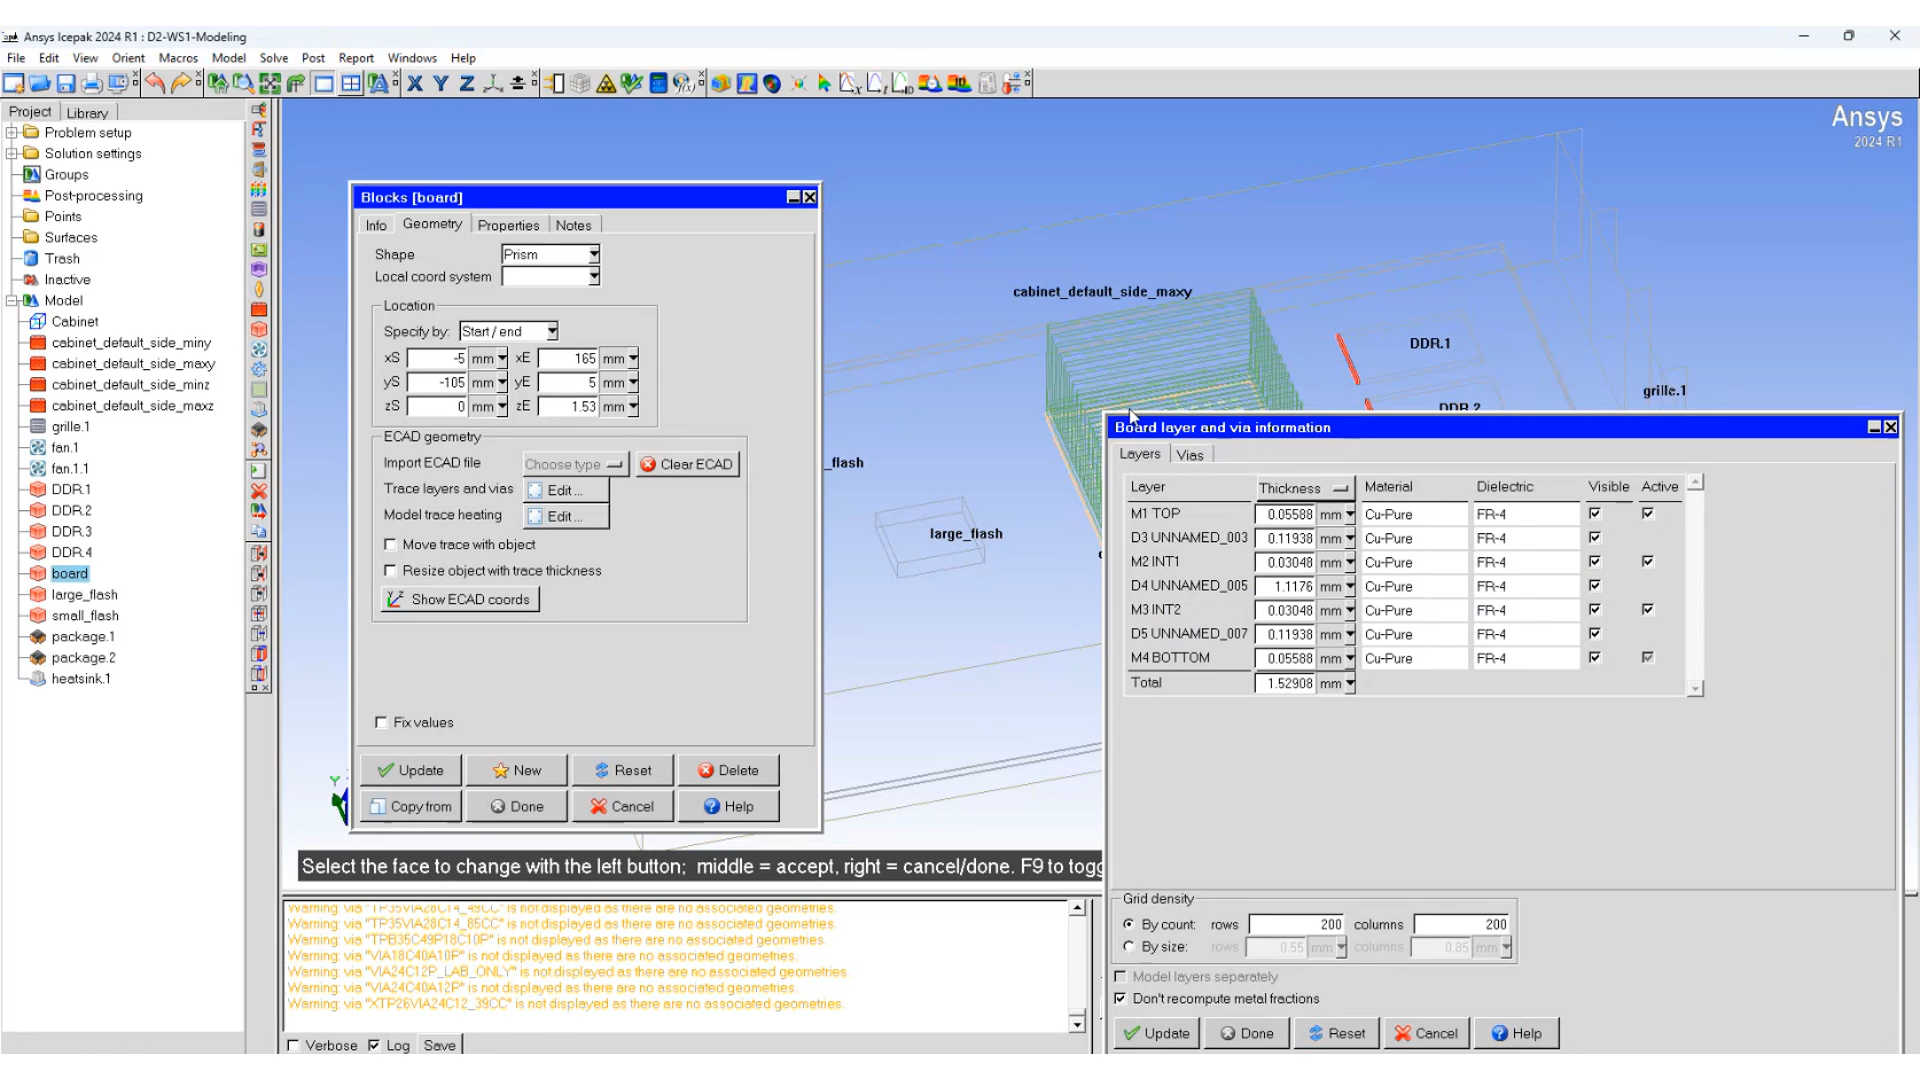 Ansys Icepak 2024 R1 : D2-WS1-Modeling
File Edit View Orient Macros Model Solve Post Report Windows Help
X Y Z
Project Library
Problem setup
Solution settings
Groups
Post-processing
Points
Surfaces
Trash
Inactive
Model
Cabinet
cabinet_default_side_miny
cabinet_default_side_maxy
cabinet_default_side_minz
cabinet_default_side_maxz
grille.1
fan.1
fan.1.1
DDR.1
DDR.2
DDR.3
DDR.4
board
large_flash
small_flash
package.1
package.2
heatsink.1
Ansys
2024 R1
cabinet_default_side_maxy
DDR.1
grille.1
DDR.2
_flash
large_flash
Blocks [board]
Info Geometry Properties Notes
Shape Prism
Local coord system
Location
Specify by: Start / end
xS -5 mm xE 165 mm
yS -105 mm yE 5 mm
zS 0 mm zE 1.53 mm
ECAD geometry
Import ECAD file Choose type Clear ECAD
Trace layers and vias Edit ...
Model trace heating Edit ...
Move trace with object
Resize object with trace thickness
Show ECAD coords
Fix values
Update New Reset Delete
Copy from Done Cancel Help
Select the face to change with the left button; middle = accept, right = cancel/done. F9 to togg
Board layer and via information
Layers Vias
Layer Thickness Material Dielectric Visible Active
M1 TOP 0.05588 mm Cu-Pure FR-4
D3 UNNAMED_003 0.11938 mm Cu-Pure FR-4
M2 INT1 0.03048 mm Cu-Pure FR-4
D4 UNNAMED_005 1.1176 mm Cu-Pure FR-4
M3 INT2 0.03048 mm Cu-Pure FR-4
D5 UNNAMED_007 0.11938 mm Cu-Pure FR-4
M4 BOTTOM 0.05588 mm Cu-Pure FR-4
Total 1.52908 mm
Grid density
By count: rows 200 columns 200
By size: rows 0.55 mm columns 0.85 mm
Model layers separately
Don't recompute metal fractions
Update Done Reset Cancel Help
Warning: via "TP35VIA28C14_49CC" is not displayed as there are no associated geometries.
Warning: via "TP35VIA28C14_85CC" is not displayed as there are no associated geometries.
Warning: via "TPB35C49P18C10P" is not displayed as there are no associated geometries.
Warning: via "VIA18C40A10P" is not displayed as there are no associated geometries.
Warning: via "VIA24C12P_LAB_ONLY" is not displayed as there are no associated geometries.
Warning: via "VIA24C40A12P" is not displayed as there are no associated geometries.
Warning: via "XTP26VIA24C12_39CC" is not displayed as there are no associated geometries.
Verbose Log Save